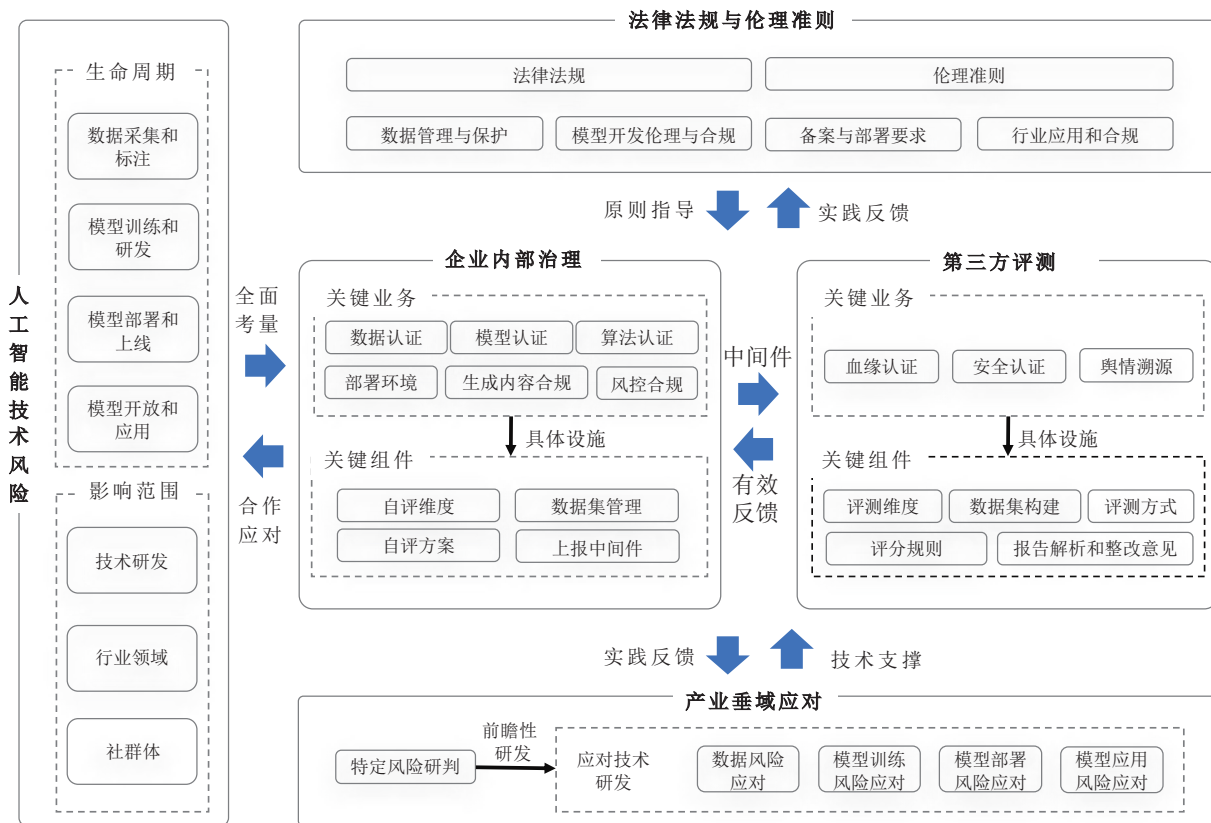 人工智能技术风险
生命周期
数据采集和
标注
模型训练和
研发
模型部署和
上线
模型开放和
应用
影响范围
技术研发
行业领域
社群体
全面
考量
合作
应对
法律法规与伦理准则
法律法规
伦理准则
数据管理与保护
模型开发伦理与合规
备案与部署要求
行业应用和合规
原则指导
实践反馈
企业内部治理
关键业务
数据认证
模型认证
算法认证
部署环境
生成内容合规
风控合规
具体设施
关键组件
自评维度
数据集管理
自评方案
上报中间件
中间件
有效
反馈
第三方评测
关键业务
血缘认证
安全认证
舆情溯源
具体设施
关键组件
评测维度
数据集构建
评测方式
评分规则
报告解析和整改意见
实践反馈
技术支撑
产业垂域应对
特定风险研判
前瞻性
研发
应对技术
研发
数据风险
应对
模型训练
风险应对
模型部署
风险应对
模型应用
风险应对